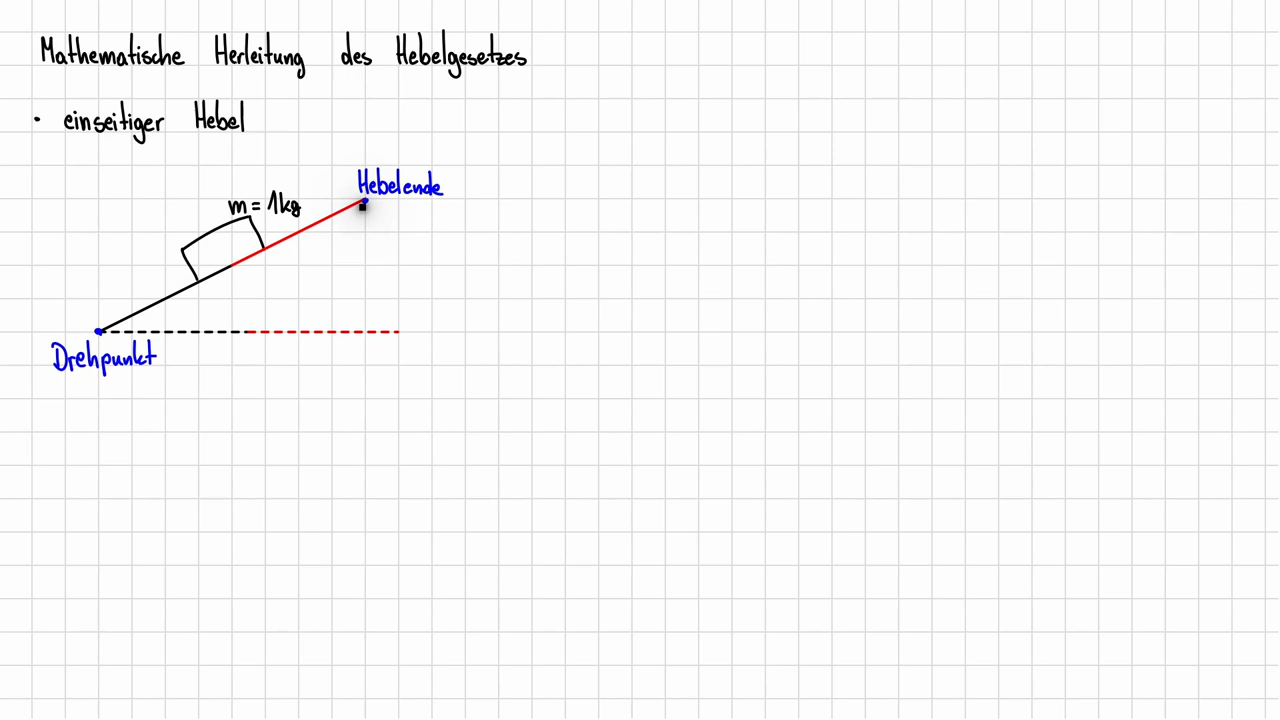 Mathematische Herleitung des Hebelgesetzes
• einseitiger Hebel
Hebelende
m = 1kg
Drehpunkt